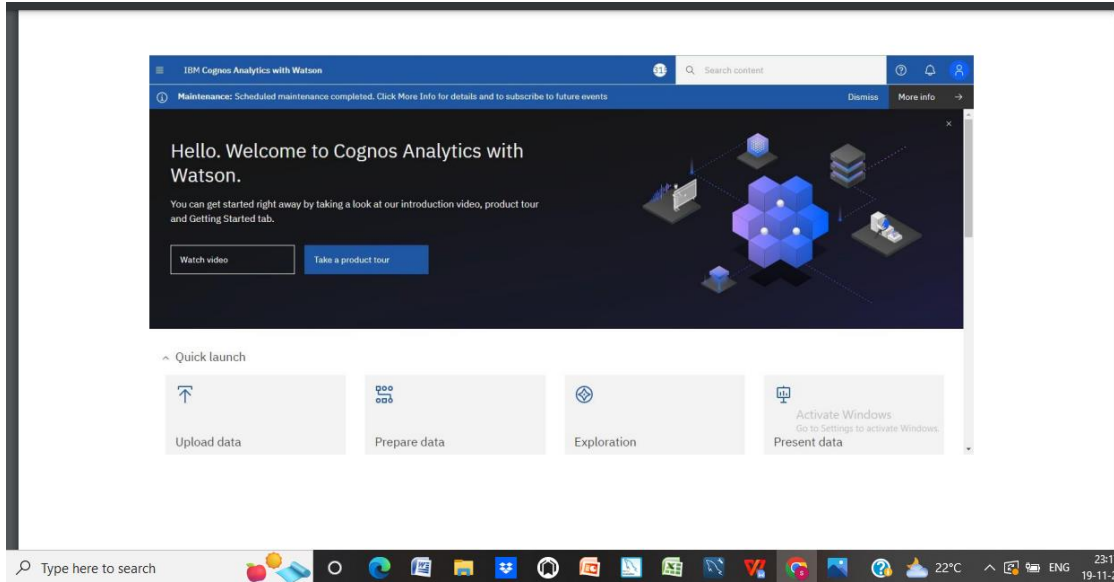 IBM Cognos Analytics with Watson
Search content
Maintenance: Scheduled maintenance completed. Click More Info for details and to subscribe to future events
Dismiss
More info
Hello. Welcome to Cognos Analytics with
Watson.
You can get started right away by taking a look at our introduction video, product tour
and Getting Started tab.
Watch video
Take a product tour
Quick launch
Upload data
Prepare data
Exploration
Present data
Activate Windows
Go to Settings to activate Windows.
Type here to search
22°C
ENG
23:1
19-11-